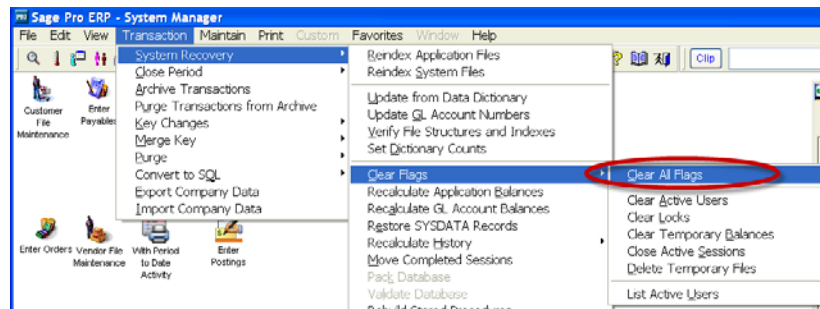 Sage Pro ERP - System Manager
File Edit View Transaction Maintain Print Custom Favorites Window Help
Clip
System Recovery
Close Period
Archive Transactions
Purge Transactions from Archive
Key Changes
Merge Key
Purge
Convert to SQL
Export Company Data
Import Company Data
Reindex Application Files
Reindex System Files
Update from Data Dictionary
Update GL Account Numbers
Verify File Structures and Indexes
Set Dictionary Counts
Clear Flags
Recalculate Application Balances
Recalculate GL Account Balances
Restore SYSDATA Records
Recalculate History
Move Completed Sessions
Pack Database
Validate Database
Rebuild Stored Procedures
Clear All Flags
Clear Active Users
Clear Locks
Clear Temporary Balances
Close Active Sessions
Delete Temporary Files
List Active Users
Customer
File
Maintenance
Enter
Payables
Enter Orders
Vendor File
Maintenance
With Period
to Date
Activity
Enter
Postings